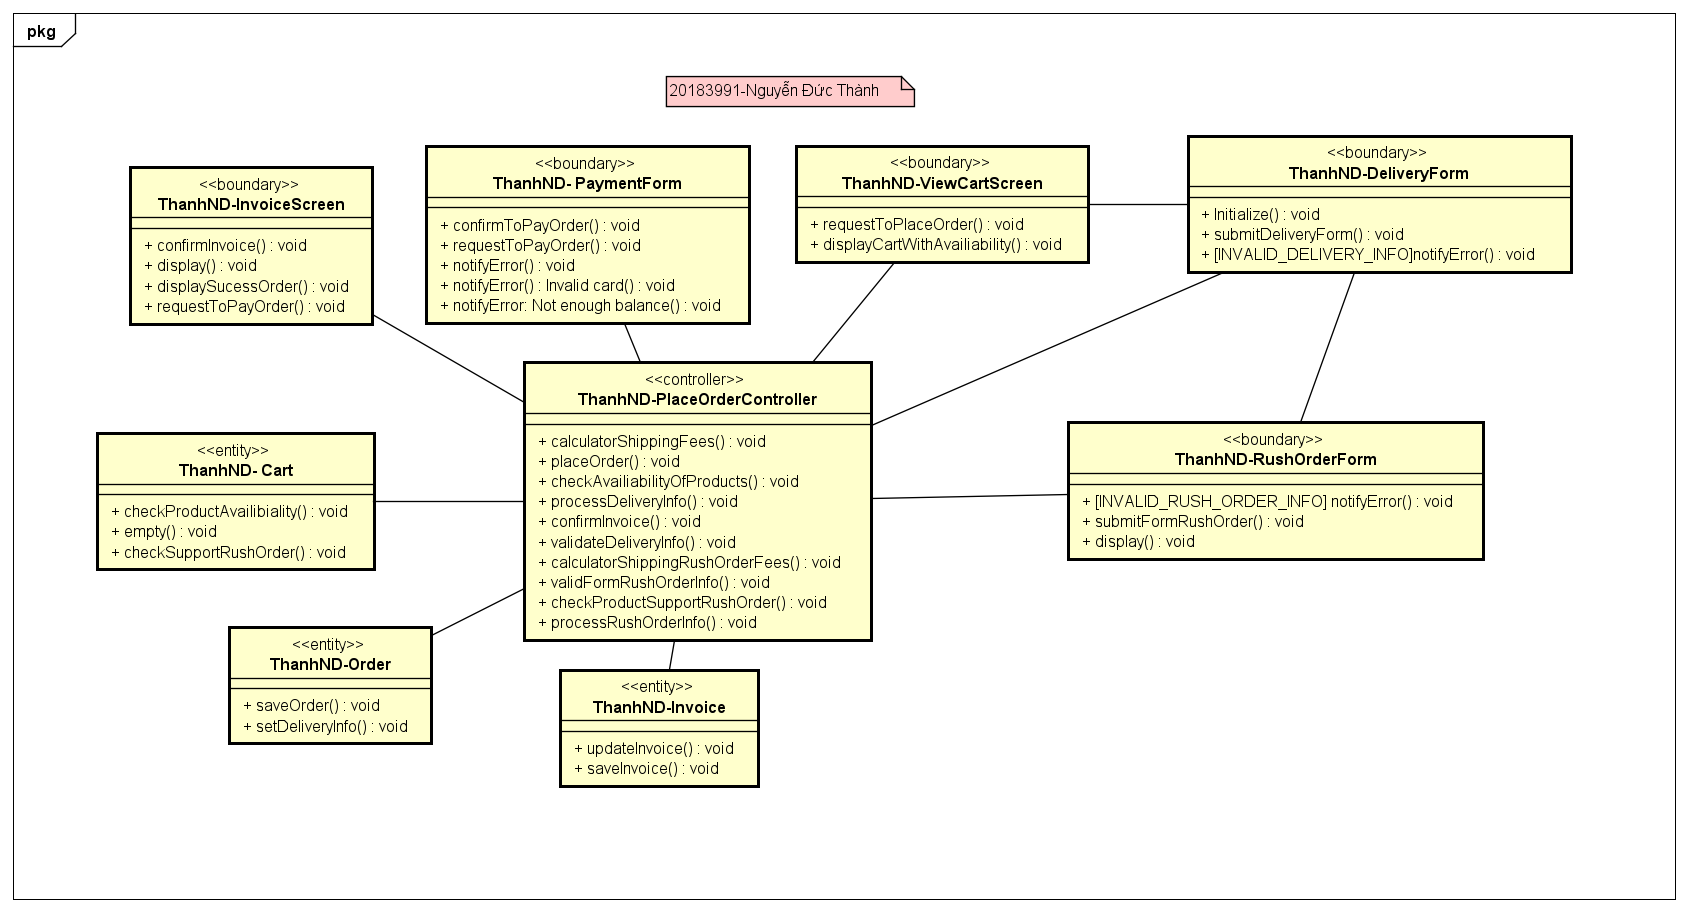 pkg
20183991-Nguyễn Đức Thành
<<boundary>>
ThanhND-InvoiceScreen
+ confirmInvoice() : void
+ display() : void
+ displaySucessOrder() : void
+ requestToPayOrder() : void
<<boundary>>
ThanhND- PaymentForm
+ confirmToPayOrder() : void
+ requestToPayOrder() : void
+ notifyError() : void
+ notifyError() : Invalid card() : void
+ notifyError: Not enough balance() : void
<<boundary>>
ThanhND-ViewCartScreen
+ requestToPlaceOrder() : void
+ displayCartWithAvailiability() : void
<<boundary>>
ThanhND-DeliveryForm
+ Initialize() : void
+ submitDeliveryForm() : void
+ [INVALID_DELIVERY_INFO]notifyError() : void
<<controller>>
ThanhND-PlaceOrderController
+ calculatorShippingFees() : void
+ placeOrder() : void
+ checkAvailiabilityOfProducts() : void
+ processDeliveryInfo() : void
+ confirmInvoice() : void
+ validateDeliveryInfo() : void
+ calculatorShippingRushOrderFees() : void
+ validFormRushOrderInfo() : void
+ checkProductSupportRushOrder() : void
+ processRushOrderInfo() : void
<<entity>>
ThanhND- Cart
+ checkProductAvailibiality() : void
+ empty() : void
+ checkSupportRushOrder() : void
<<boundary>>
ThanhND-RushOrderForm
+ [INVALID_RUSH_ORDER_INFO] notifyError() : void
+ submitFormRushOrder() : void
+ display() : void
<<entity>>
ThanhND-Order
+ saveOrder() : void
+ setDeliveryInfo() : void
<<entity>>
ThanhND-Invoice
+ updateInvoice() : void
+ saveInvoice() : void